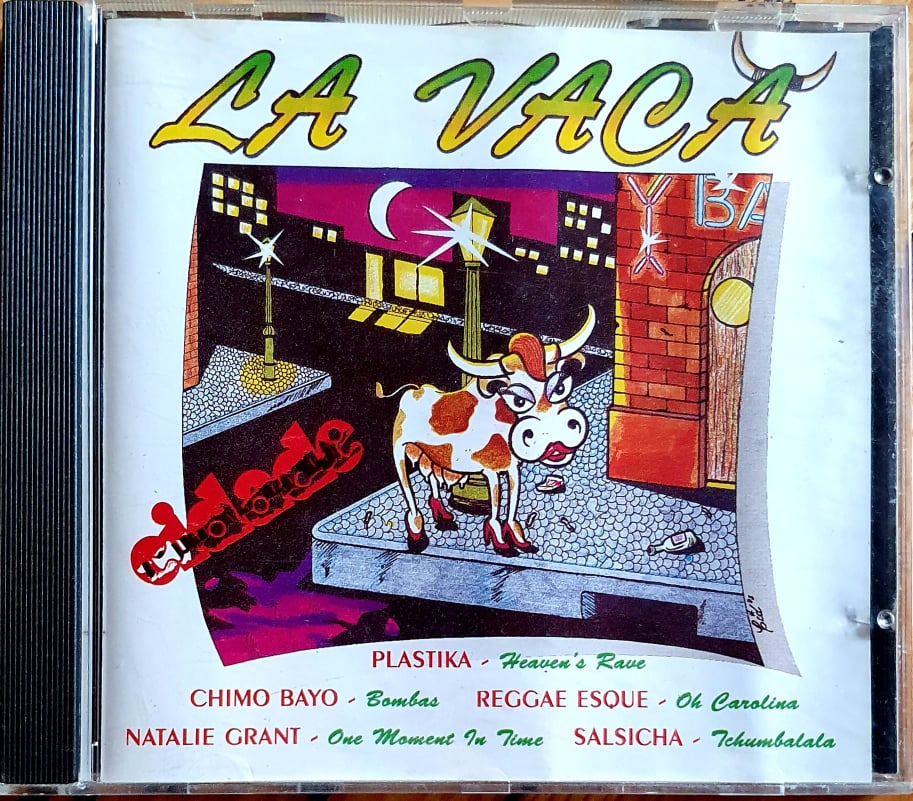 LA VACA
Y BA
PLASTIKA - Heaven's Rave
CHIMO BAYO - Bombas REGGAE ESQUE - Oh Carolina
NATALIE GRANT - One Moment In Time SALSICHA - Tchumbalala